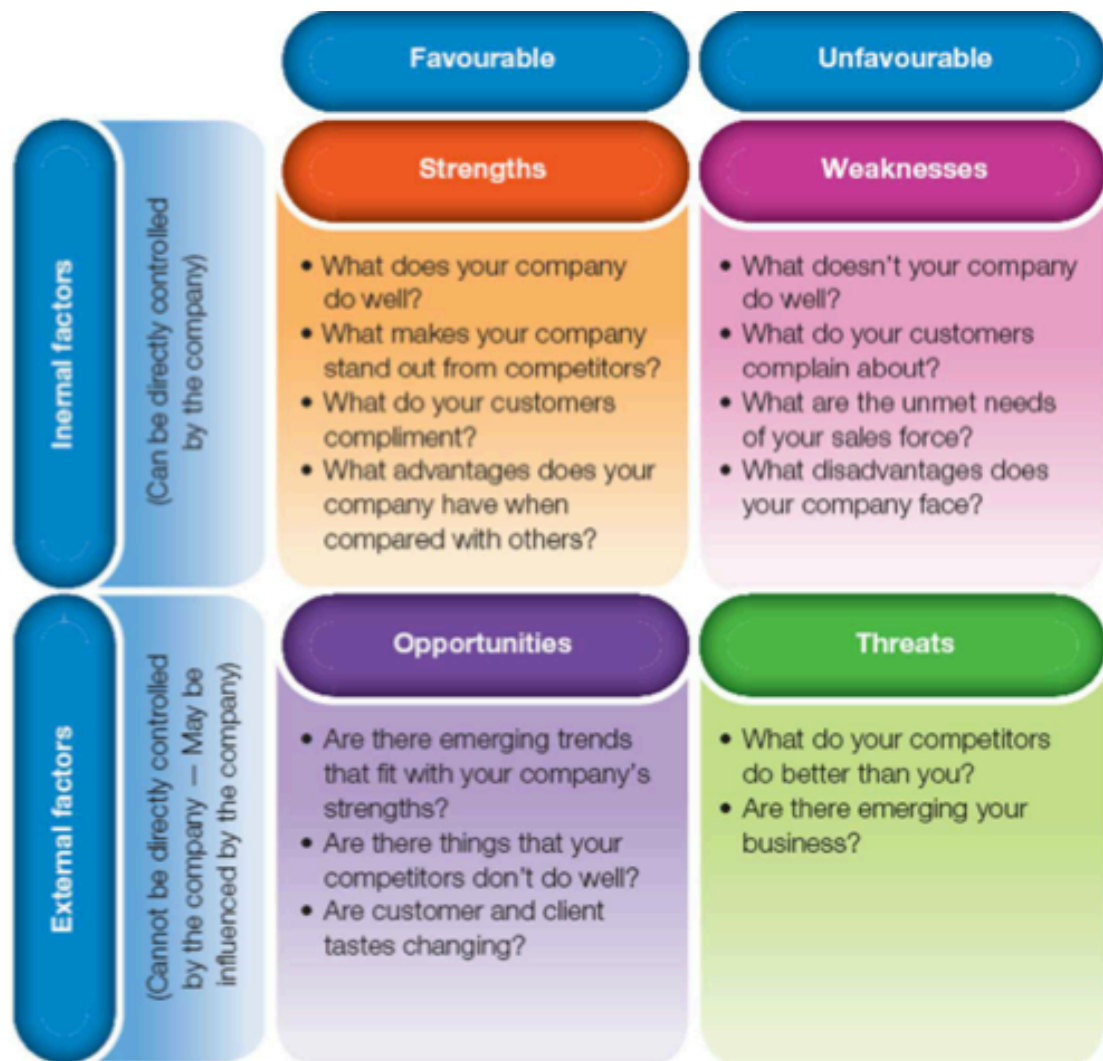 Favourable
Unfavourable
Inernal factors
(Can be directly controlled
by the company)
Strengths
• What does your company
do well?
• What makes your company
stand out from competitors?
• What do your customers
compliment?
• What advantages does your
company have when
compared with others?
Weaknesses
• What doesn't your company
do well?
• What do your customers
complain about?
• What are the unmet needs
of your sales force?
• What disadvantages does
your company face?
External factors
(Cannot be directly controlled
by the company — May be
influenced by the company)
Opportunities
• Are there emerging trends
that fit with your company's
strengths?
• Are there things that your
competitors don't do well?
• Are customer and client
tastes changing?
Threats
• What do your competitors
do better than you?
• Are there emerging your
business?